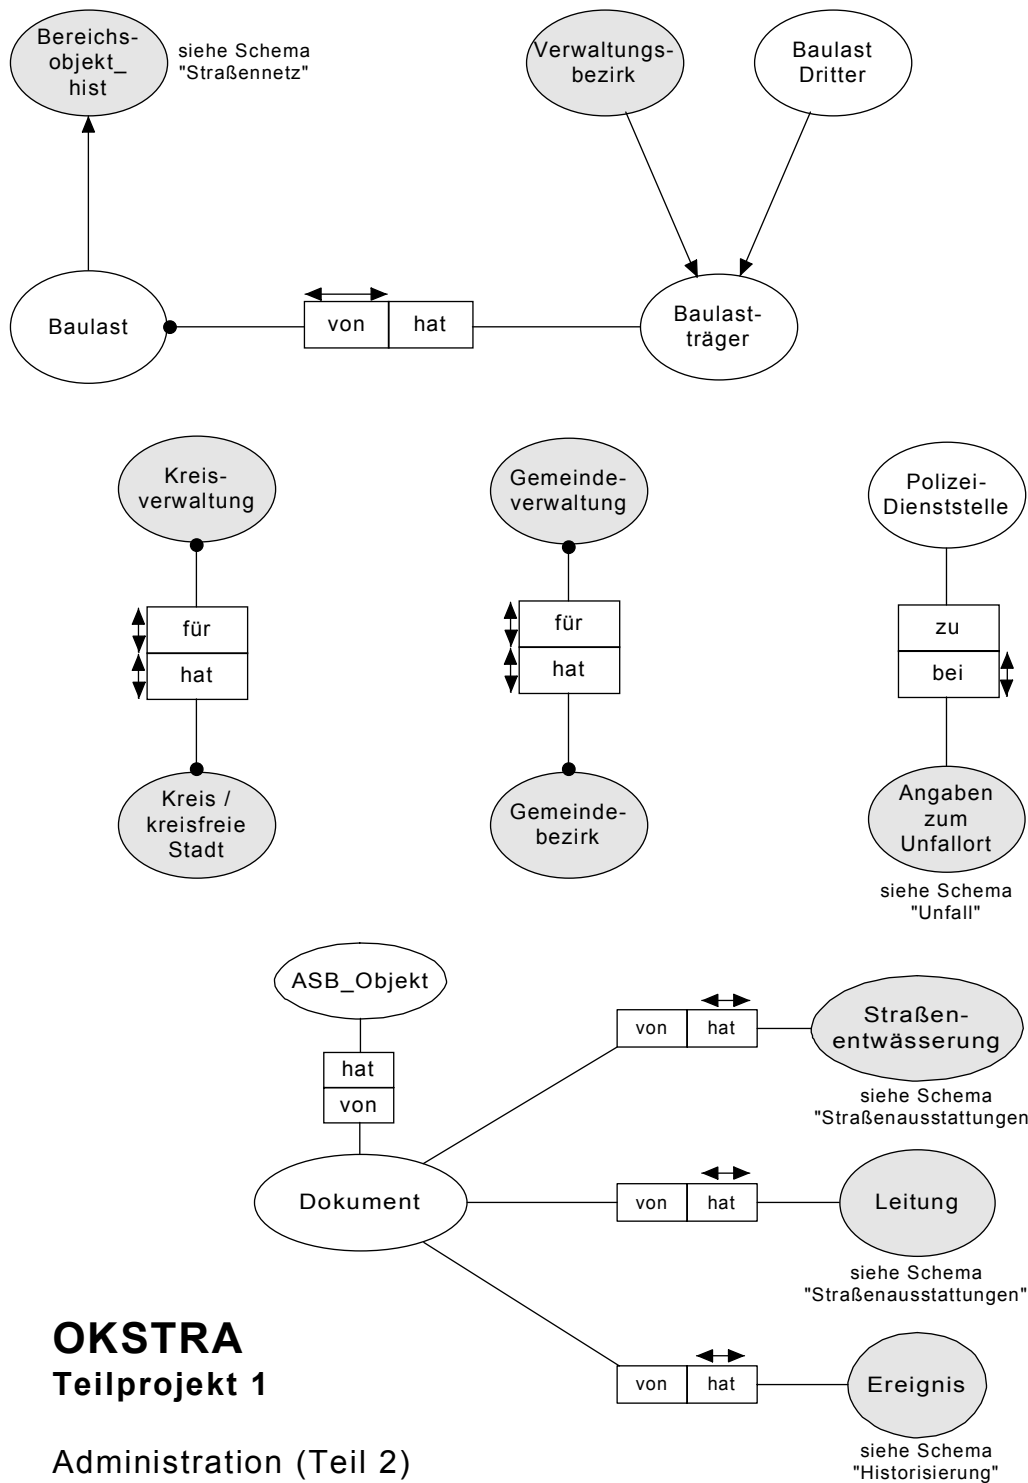 Bereichs-
objekt_
hist
siehe Schema
"Straßennetz"
Verwaltungs-
bezirk
Baulast
Dritter
Baulast
von
hat
Baulast-
träger
Kreis-
verwaltung
für
hat
Kreis /
kreisfreie
Stadt
Gemeinde-
verwaltung
für
hat
Gemeinde-
bezirk
Polizei-
Dienststelle
zu
bei
Angaben
zum
Unfallort
siehe Schema
"Unfall"
ASB_Objekt
hat
von
Dokument
von
hat
Straßen-
entwässerung
siehe Schema
"Straßenausstattungen
von
hat
Leitung
siehe Schema
"Straßenausstattungen"
von
hat
Ereignis
siehe Schema
"Historisierung"
OKSTRA
Teilprojekt 1
Administration (Teil 2)